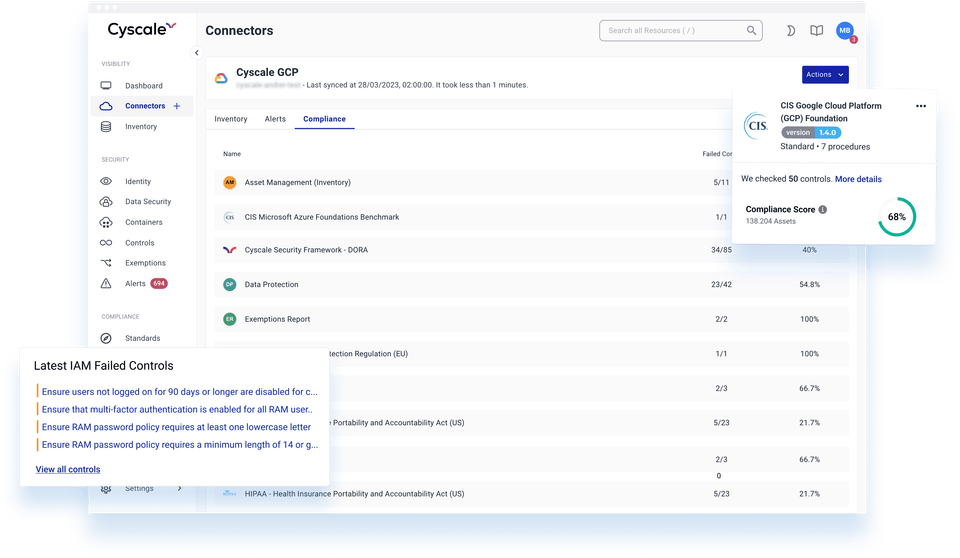 Cyscale
Connectors
Search all Resources ( / )
MB
3
VISIBILITY
Dashboard
Connectors +
Inventory
SECURITY
Identity
Data Security
Containers
Controls
Exemptions
Alerts 694
COMPLIANCE
Standards
Settings
Cyscale GCP
- Last synced at 28/03/2023, 02:00:00. It took less than 1 minutes.
Actions
Inventory Alerts Compliance
Name Failed Cor
AM Asset Management (Inventory) 5/11
CIS CIS Microsoft Azure Foundations Benchmark 1/1
Cyscale Security Framework - DORA 34/85 40%
DP Data Protection 23/42 54.8%
ER Exemptions Report 2/2 100%
tection Regulation (EU) 1/1 100%
2/3 66.7%
Portability and Accountability Act (US) 5/23 21.7%
2/3 66.7%
0
HIPAA - Health Insurance Portability and Accountability Act (US) 5/23 21.7%
CIS.
CIS Google Cloud Platform
(GCP) Foundation
version 1.4.0
Standard • 7 procedures
We checked 50 controls. More details
Compliance Score
138.204 Assets
68%
Latest IAM Failed Controls
Ensure users not logged on for 90 days or longer are disabled for c...
Ensure that multi-factor authentication is enabled for all RAM user..
Ensure RAM password policy requires at least one lowercase letter
Ensure RAM password policy requires a minimum length of 14 or g...
View all controls